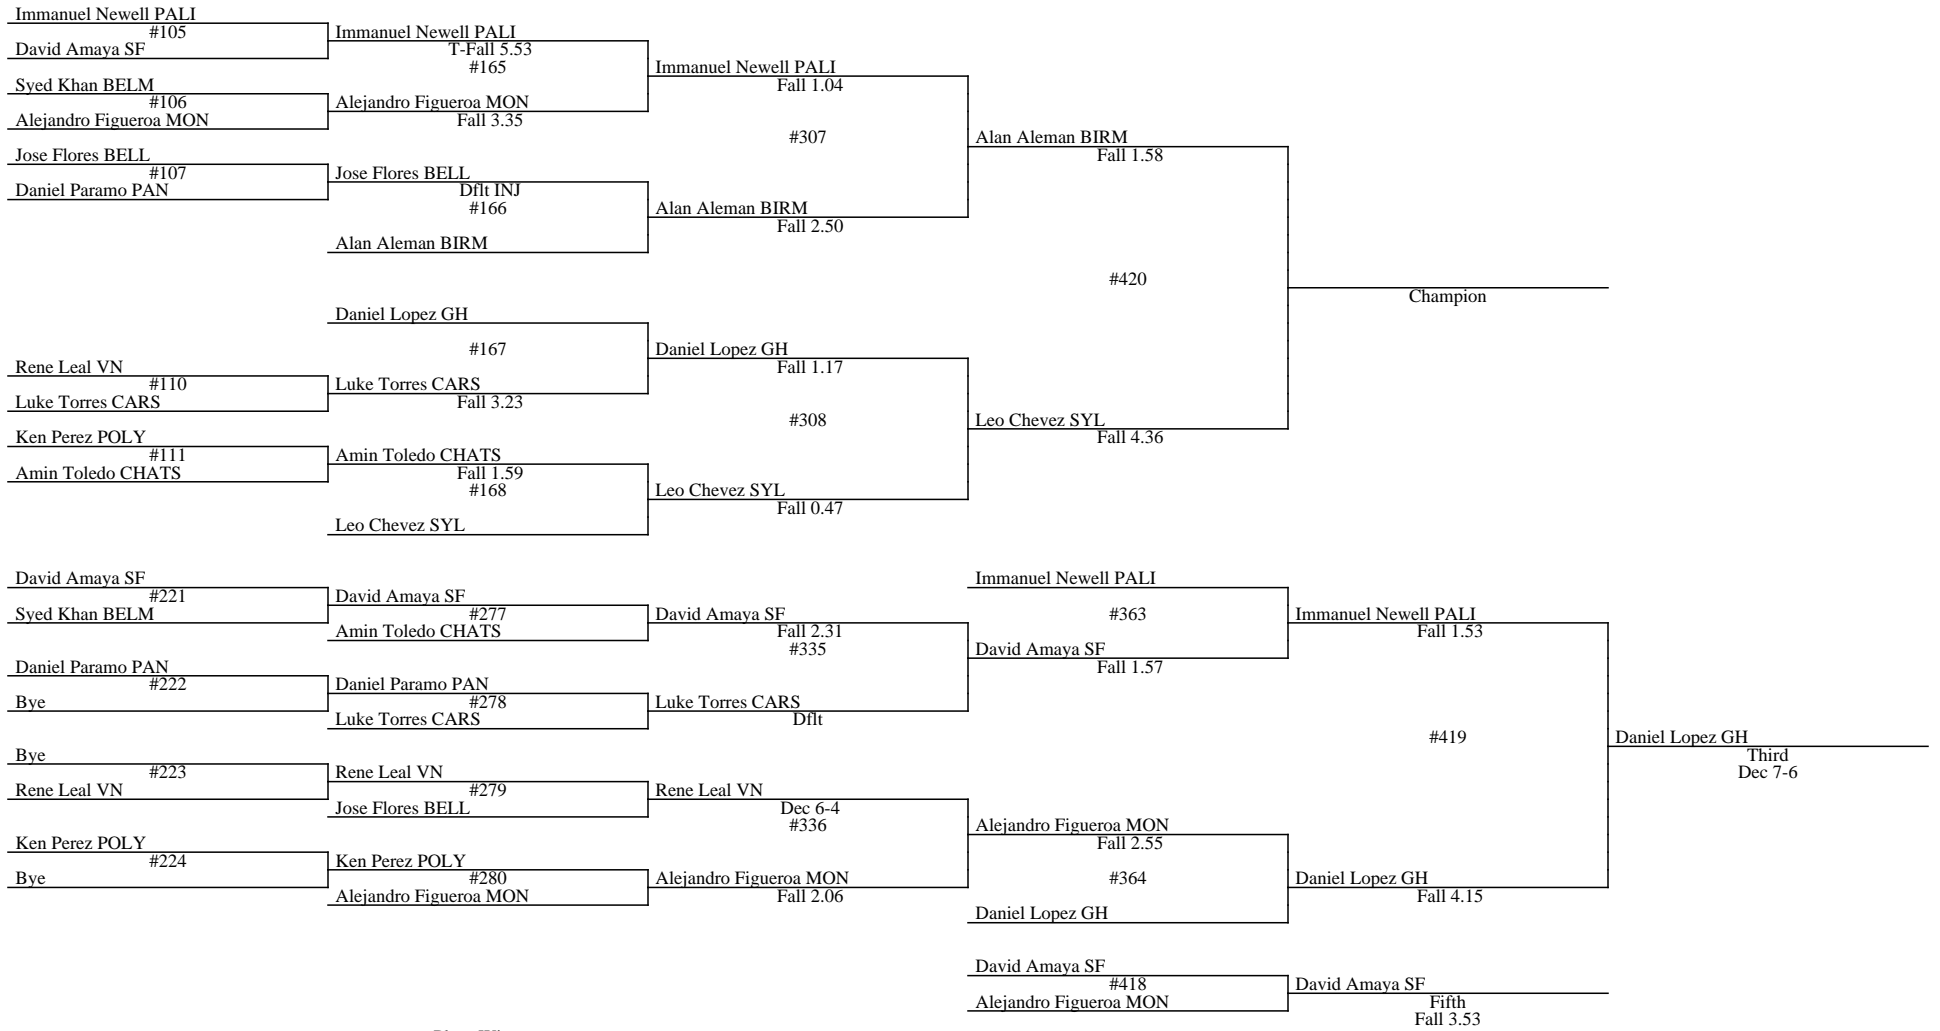 Immanuel Newell PALI
#105
David Amaya SF
Immanuel Newell PALI
T-Fall 5.53
#165
Syed Khan BELM
#106
Alejandro Figueroa MON
Alejandro Figueroa MON
Fall 3.35
Immanuel Newell PALI
Fall 1.04
#307
Jose Flores BELL
#107
Daniel Paramo PAN
Jose Flores BELL
Dflt INJ
#166
Alan Aleman BIRM
Alan Aleman BIRM
Fall 2.50
Alan Aleman BIRM
Fall 1.58
#420
Champion
Daniel Lopez GH
#167
Rene Leal VN
#110
Luke Torres CARS
Luke Torres CARS
Fall 3.23
Daniel Lopez GH
Fall 1.17
#308
Ken Perez POLY
#111
Amin Toledo CHATS
Amin Toledo CHATS
Fall 1.59
#168
Leo Chevez SYL
Leo Chevez SYL
Fall 0.47
Leo Chevez SYL
Fall 4.36
David Amaya SF
#221
Syed Khan BELM
David Amaya SF
#277
Amin Toledo CHATS
David Amaya SF
Fall 2.31
#335
Daniel Paramo PAN
#222
Bye
Daniel Paramo PAN
#278
Luke Torres CARS
Luke Torres CARS
Dflt
Immanuel Newell PALI
#363
David Amaya SF
Fall 1.57
Immanuel Newell PALI
Fall 1.53
#419
Bye
#223
Rene Leal VN
Rene Leal VN
#279
Jose Flores BELL
Rene Leal VN
Dec 6-4
#336
Ken Perez POLY
#224
Bye
Ken Perez POLY
#280
Alejandro Figueroa MON
Alejandro Figueroa MON
Fall 2.06
Alejandro Figueroa MON
Fall 2.55
#364
Daniel Lopez GH
Daniel Lopez GH
Fall 4.15
Daniel Lopez GH
Third
Dec 7-6
David Amaya SF
#418
Alejandro Figueroa MON
David Amaya SF
Fifth
Fall 3.53